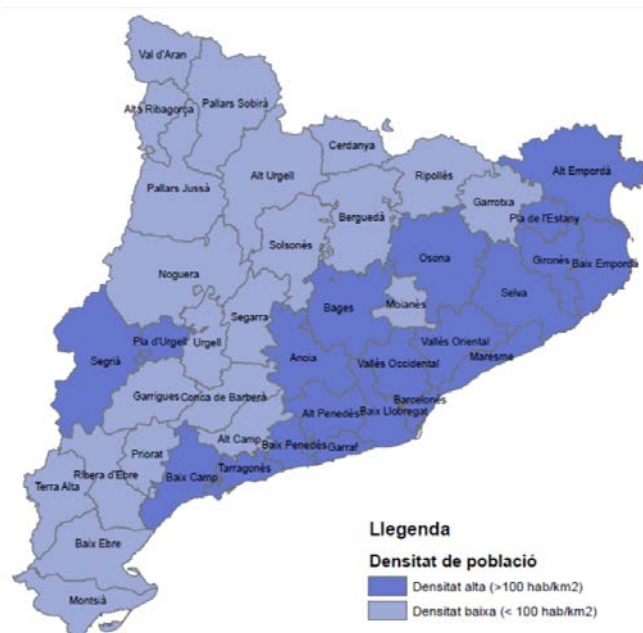 Val d'Aran
Alta Ribagorça
Pallars Sobirà
Cerdanya
Alt Urgell
Ripollès
Alt Empordà
Pallars Jussà
Garrotxa
Berguedà
Pla de l'Estany
Solsonès
Osona
Gironès
Baix Emporda
Noguera
Selva
Moianès
Bages
Segarra
Pla d'Urgell
Urgell
Vallès Oriental
Segrià
Anoia
Vallès Occidental
Maresme
Garrigues
Conca de Barberà
Barcelonès
Alt Penedès
Baix Llobregat
Alt Camp
Baix Penedès
Garraf
Priorat
Tarragonès
Ribera d'Ebre
Baix Camp
Terra Alta
Baix Ebre
Montsià
Llegenda
Densitat de població
Densitat alta (>100 hab/km2)
Densitat baixa (< 100 hab/km2)